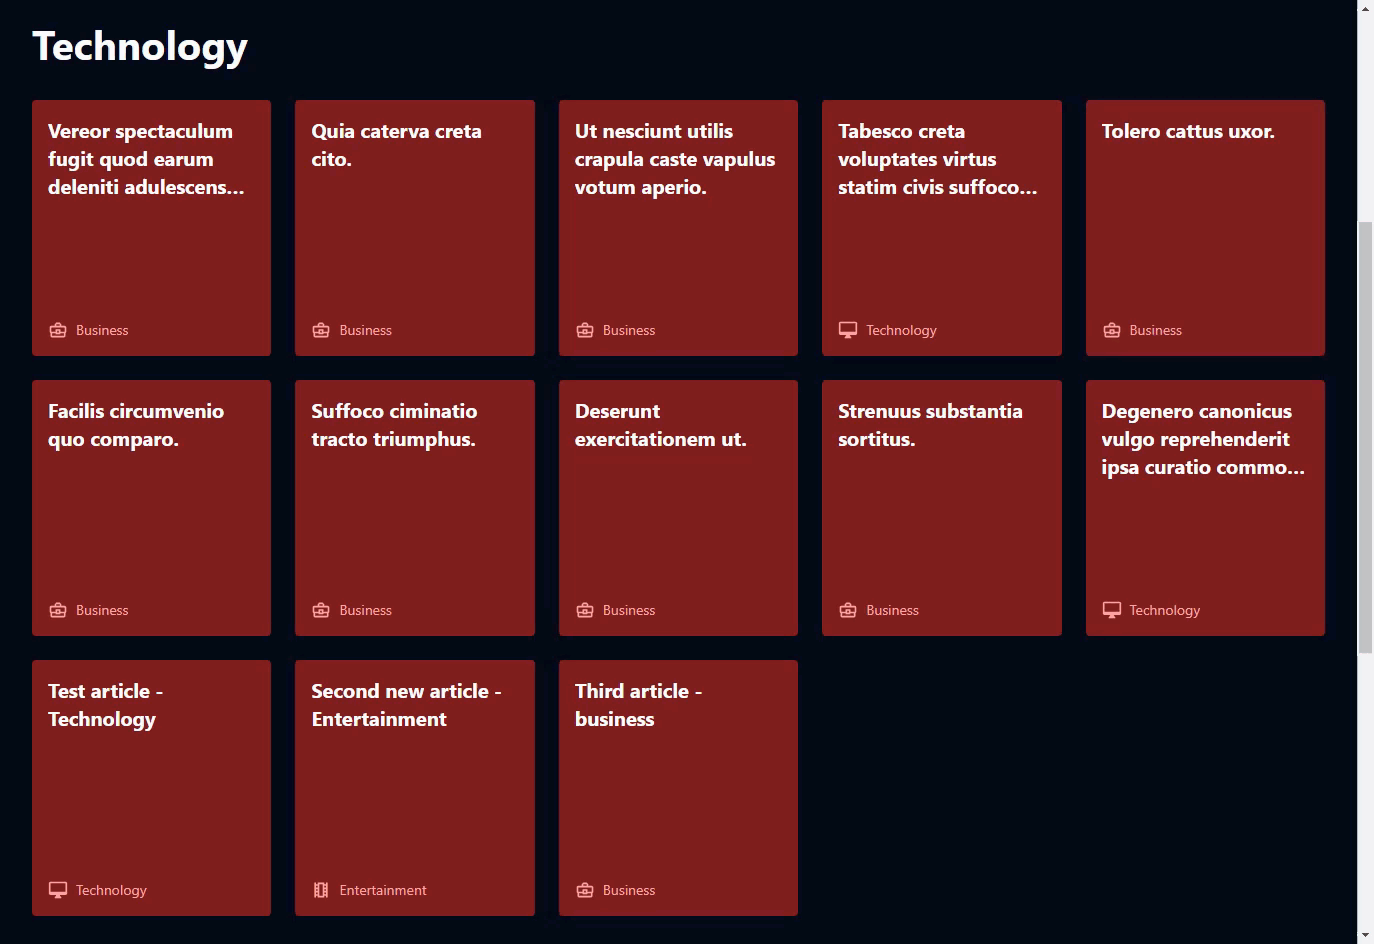 Technology
Vereor spectaculum
fugit quod earum
deleniti adulescens...
Business
Quia caterva creta
cito.
Business
Ut nesciunt utilis
crapula caste vapulus
votum aperio.
Business
Tabesco creta
voluptates virtus
statim civis suffoco...
Technology
Tolero cattus uxor.
Business
Facilis circumvenio
quo comparo.
Business
Suffoco ciminatio
tracto triumphus.
Business
Deserunt
exercitationem ut.
Business
Strenuus substantia
sortitus.
Business
Degenero canonicus
vulgo reprehenderit
ipsa curatio commo...
Technology
Test article -
Technology
Technology
Second new article -
Entertainment
Entertainment
Third article -
business
Business